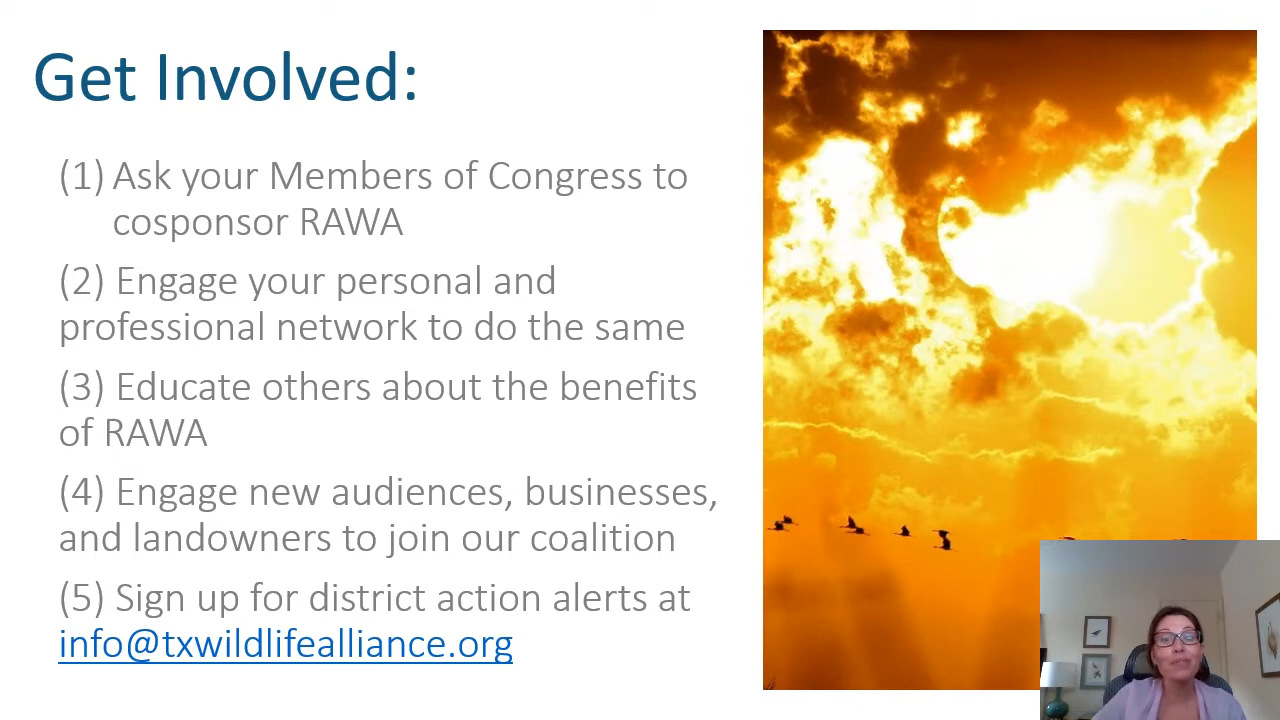 Get Involved:
(1) Ask your Members of Congress to
cosponsor RAWA
(2) Engage your personal and
professional network to do the same
(3) Educate others about the benefits
of RAWA
(4) Engage new audiences, businesses,
and landowners to join our coalition
(5) Sign up for district action alerts at
info@txwildlifealliance.org